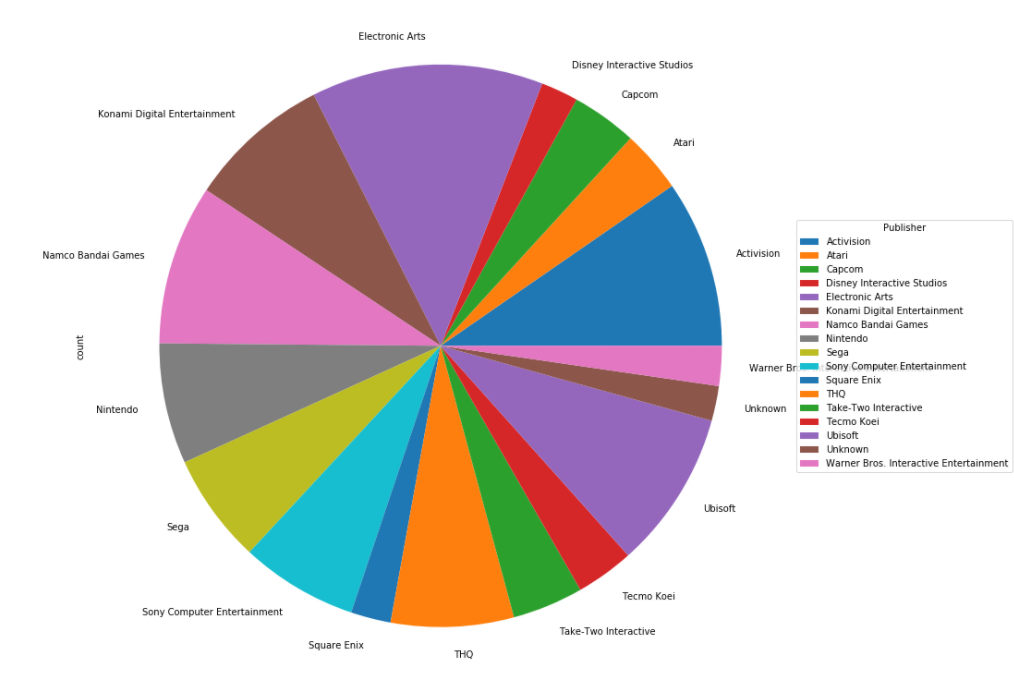 Electronic Arts
Disney Interactive Studios
Capcom
Konami Digital Entertainment
Atari
Namco Bandai Games
Activision
count
Nintendo
Warner Br
Unknown
Sega
Ubisoft
Sony Computer Entertainment
Tecmo Koei
Square Enix
Take-Two Interactive
THQ
Publisher
Activision
Atari
Capcom
Disney Interactive Studios
Electronic Arts
Konami Digital Entertainment
Namco Bandai Games
Nintendo
Sega
Sony Computer Entertainment
Square Enix
THQ
Take-Two Interactive
Tecmo Koei
Ubisoft
Unknown
Warner Bros. Interactive Entertainment